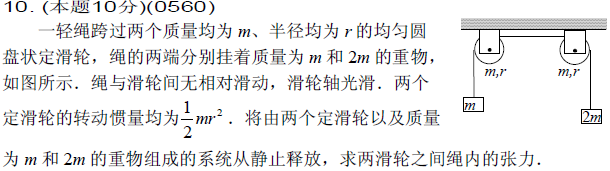 10. (本题10分)(0560)
一轻绳跨过两个质量均为 m、半径均为 r 的均匀圆
盘状定滑轮，绳的两端分别挂着质量为 m 和 2m 的重物，
如图所示．绳与滑轮间无相对滑动，滑轮轴光滑．两个
定滑轮的转动惯量均为 $\frac{1}{2}mr^2$．将由两个定滑轮以及质量
为 m 和 2m 的重物组成的系统从静止释放，求两滑轮之间绳内的张力．
m,r
m,r
m
2m